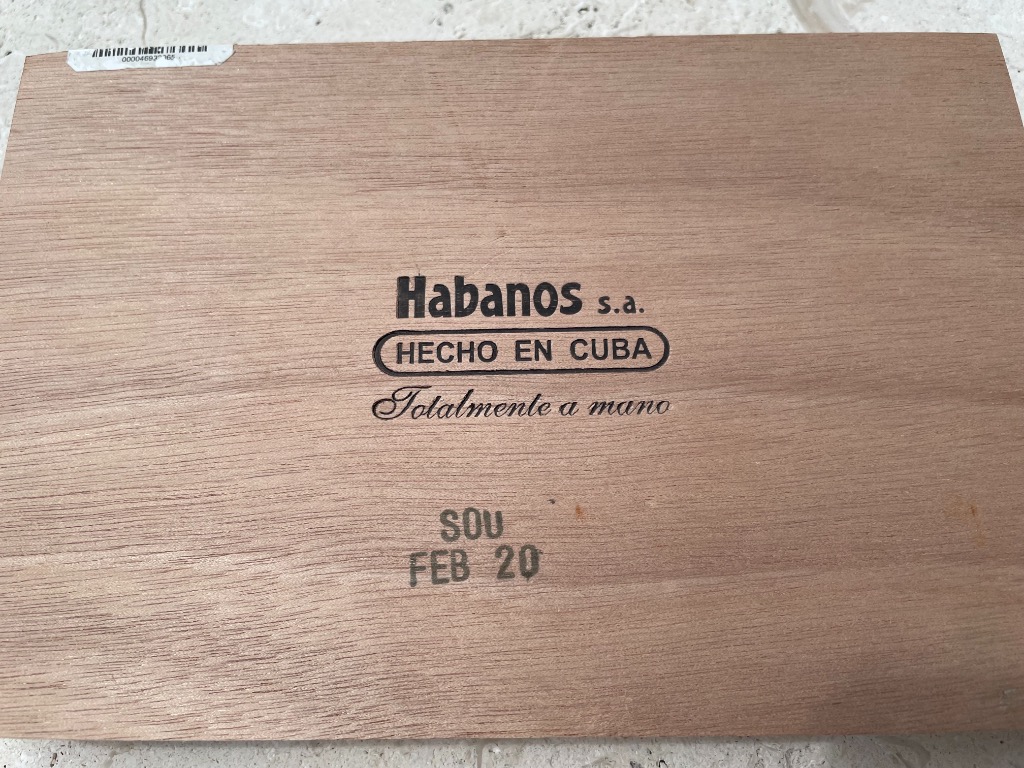 Habanos s.a.
HECHO EN CUBA
Totalmente a mano
SOU
FEB 20